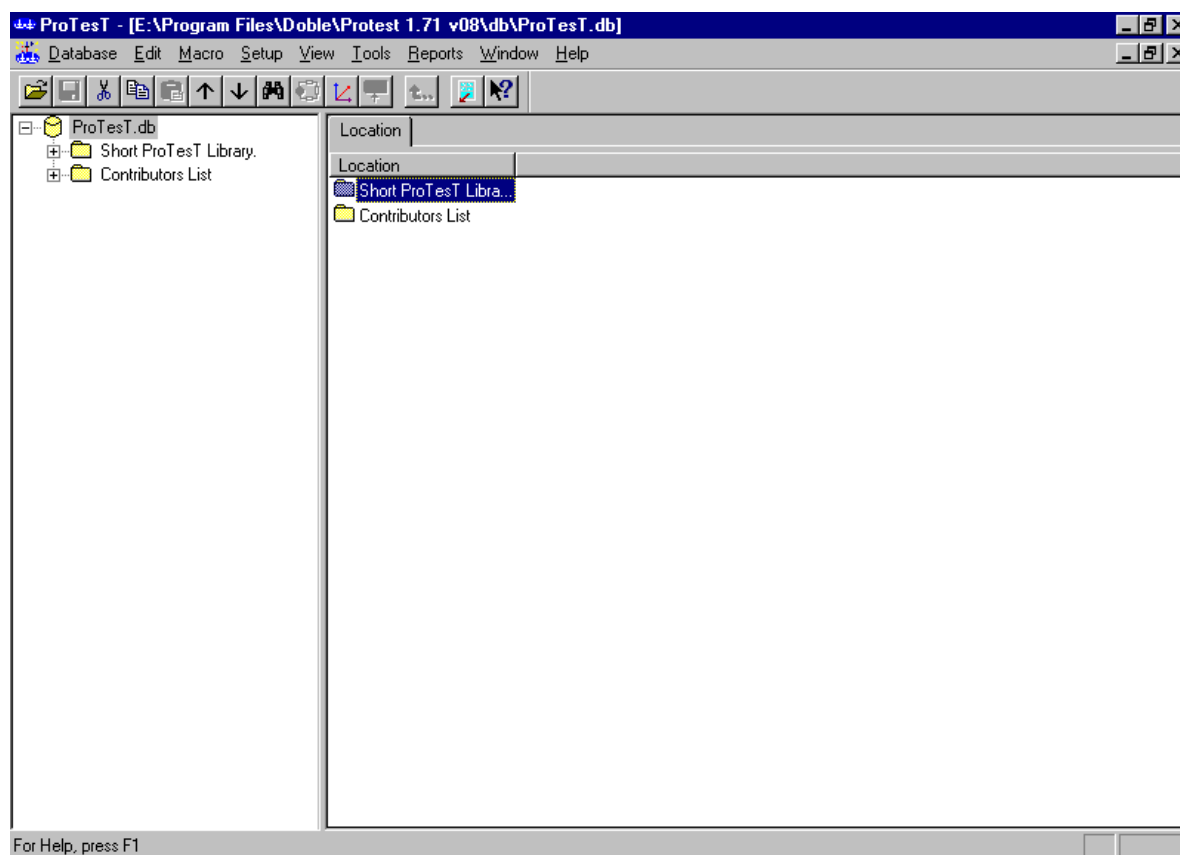 ProTesT - [E:\Program Files\Doble\Protest 1.71 v08\db\ProTesT.db]
Database Edit Macro Setup View Tools Reports Window Help
ProTesT.db
Short ProTesT Library.
Contributors List
Location
Location
Short ProTesT Libra...
Contributors List
For Help, press F1